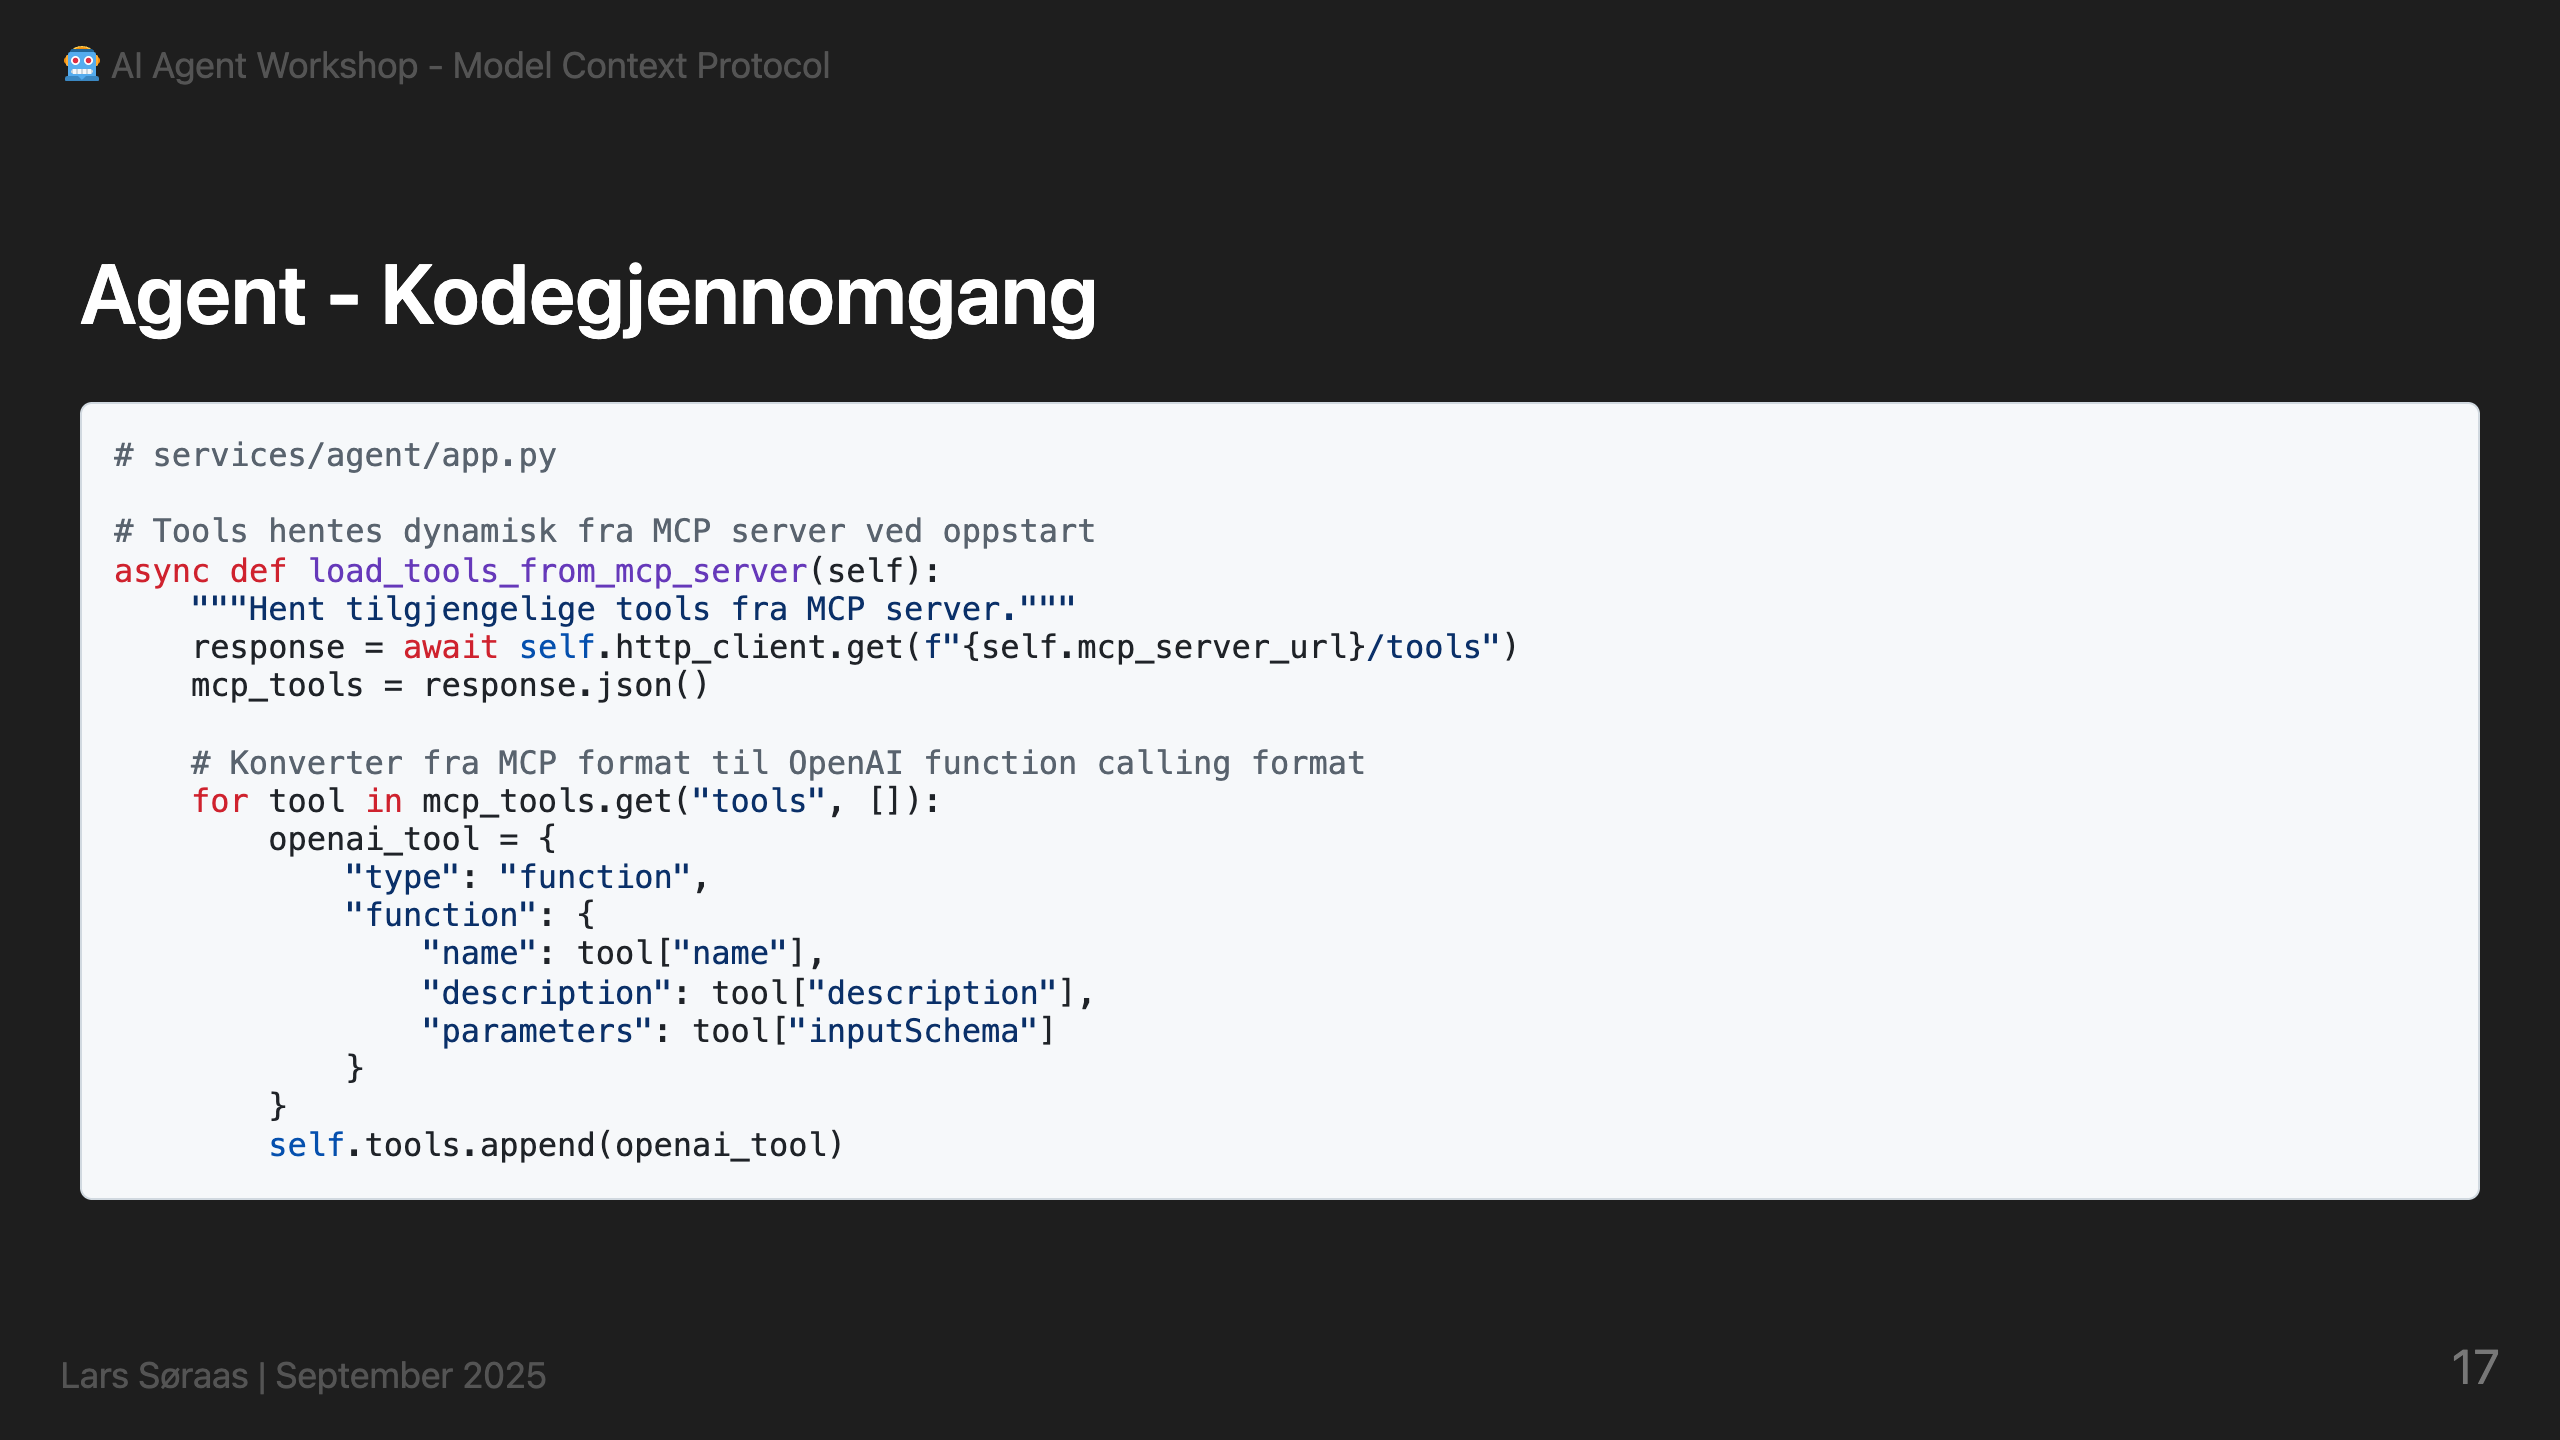 AI Agent Workshop - Model Context Protocol
Agent - Kodegjennomgang
# services/agent/app.py
# Tools hentes dynamisk fra MCP server ved oppstart
async def load_tools_from_mcp_server(self):
    """Hent tilgjengelige tools fra MCP server."""
    response = await self.http_client.get(f"{self.mcp_server_url}/tools")
    mcp_tools = response.json()
    # Konverter fra MCP format til OpenAI function calling format
    for tool in mcp_tools.get("tools", []):
        openai_tool = {
            "type": "function",
            "function": {
                "name": tool["name"],
                "description": tool["description"],
                "parameters": tool["inputSchema"]
            }
        }
        self.tools.append(openai_tool)
Lars Søraas | September 2025
17